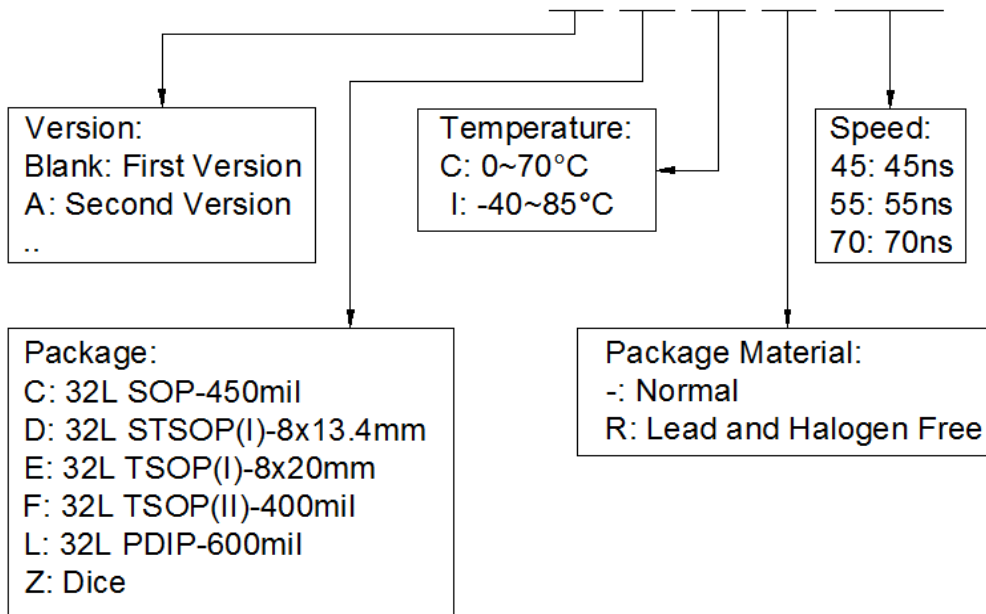 Version:
Blank: First Version
A: Second Version
..
Temperature:
C: 0~70°C
I: -40~85°C
Speed:
45: 45ns
55: 55ns
70: 70ns
Package:
C: 32L SOP-450mil
D: 32L STSOP(I)-8x13.4mm
E: 32L TSOP(I)-8x20mm
F: 32L TSOP(II)-400mil
L: 32L PDIP-600mil
Z: Dice
Package Material:
-: Normal
R: Lead and Halogen Free